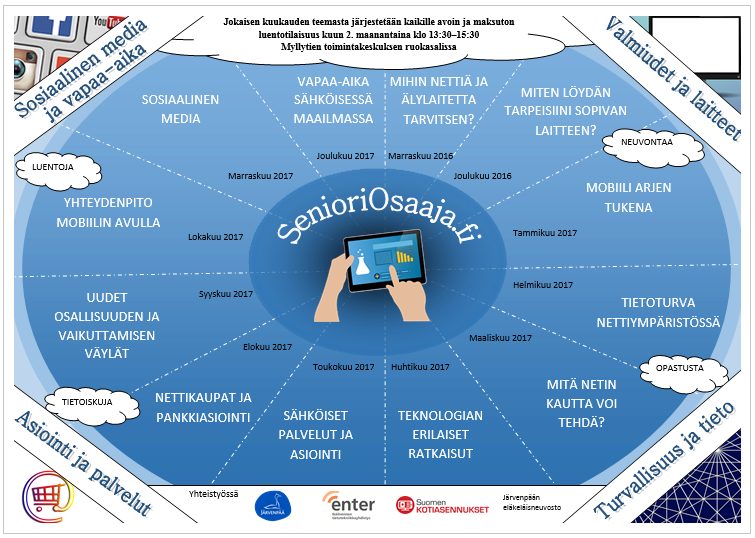 Jokaisen kuukauden teemasta järjestetään kaikille avoin ja maksuton
luentotilaisuus kuun 2. maanantaina klo 13:30–15:30
Myllytien toimintakeskuksen ruokasalissa
Sosiaalinen media
ja vapaa-aika
Valmiudet ja laitteet
SOSIAALINEN
MEDIA
VAPAA-AIKA
SÄHKÖISESSÄ
MAAILMASSA
MIHIN NETTIÄ JA
ÄLYLAITETTA
TARVITSEN?
MITEN LÖYDÄN
TARPEISIINI SOPIVAN
LAITTEEN?
Marraskuu 2017
Joulukuu 2017
Marraskuu 2016
Joulukuu 2016
LUENTOJA
NEUVONTAA
YHTEYDENPITO
MOBIILIN AVULLA
Lokakuu 2017
SenioriOsaaja.fi
MOBIILI ARJEN
TUKENA
Tammikuu 2017
UUDET
OSALLISUUDEN JA
VAIKUTTAMISEN
VÄYLÄT
Syyskuu 2017
Helmikuu 2017
TIETOTURVA
NETTIYMPÄRISTÖSSÄ
Elokuu 2017
Toukokuu 2017
Huhtikuu 2017
Maaliskuu 2017
TIETOISKUJA
OPASTUSTA
NETTIKAUPAT JA
PANKKIASIOINTI
SÄHKÖISET
PALVELUT JA
ASIOINTI
TEKNOLOGIAN
ERILAISET
RATKAISUT
MITÄ NETIN
KAUTTA VOI
TEHDÄ?
Asiointi ja palvelut
Turvallisuus ja tieto
Yhteistyössä
JÄRVENPÄÄ
enter
Suomen
KOTIASENNUKSET
Järvenpään
eläkeläisneuvosto